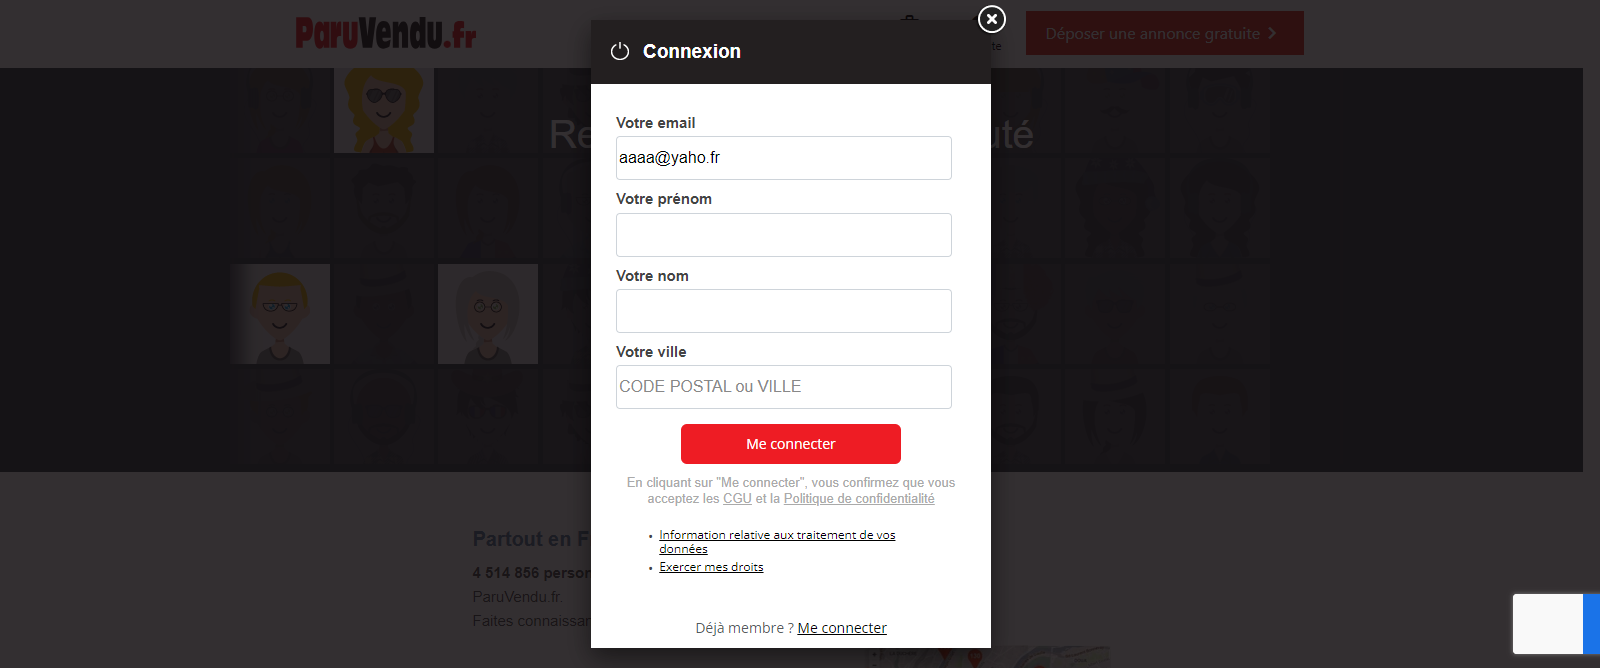 ParuVendu.fr
Déposer une annonce gratuite
Connexion
Votre email
aaaa@yaho.fr
Votre prénom
Votre nom
Votre ville
CODE POSTAL ou VILLE
Me connecter
En cliquant sur "Me connecter", vous confirmez que vous
acceptez les CGU et la Politique de confidentialité
Information relative aux traitement de vos
données
Exercer mes droits
Déjà membre ? Me connecter
Partout en F
4 514 856 person
ParuVendu.fr.
Faites connaissan